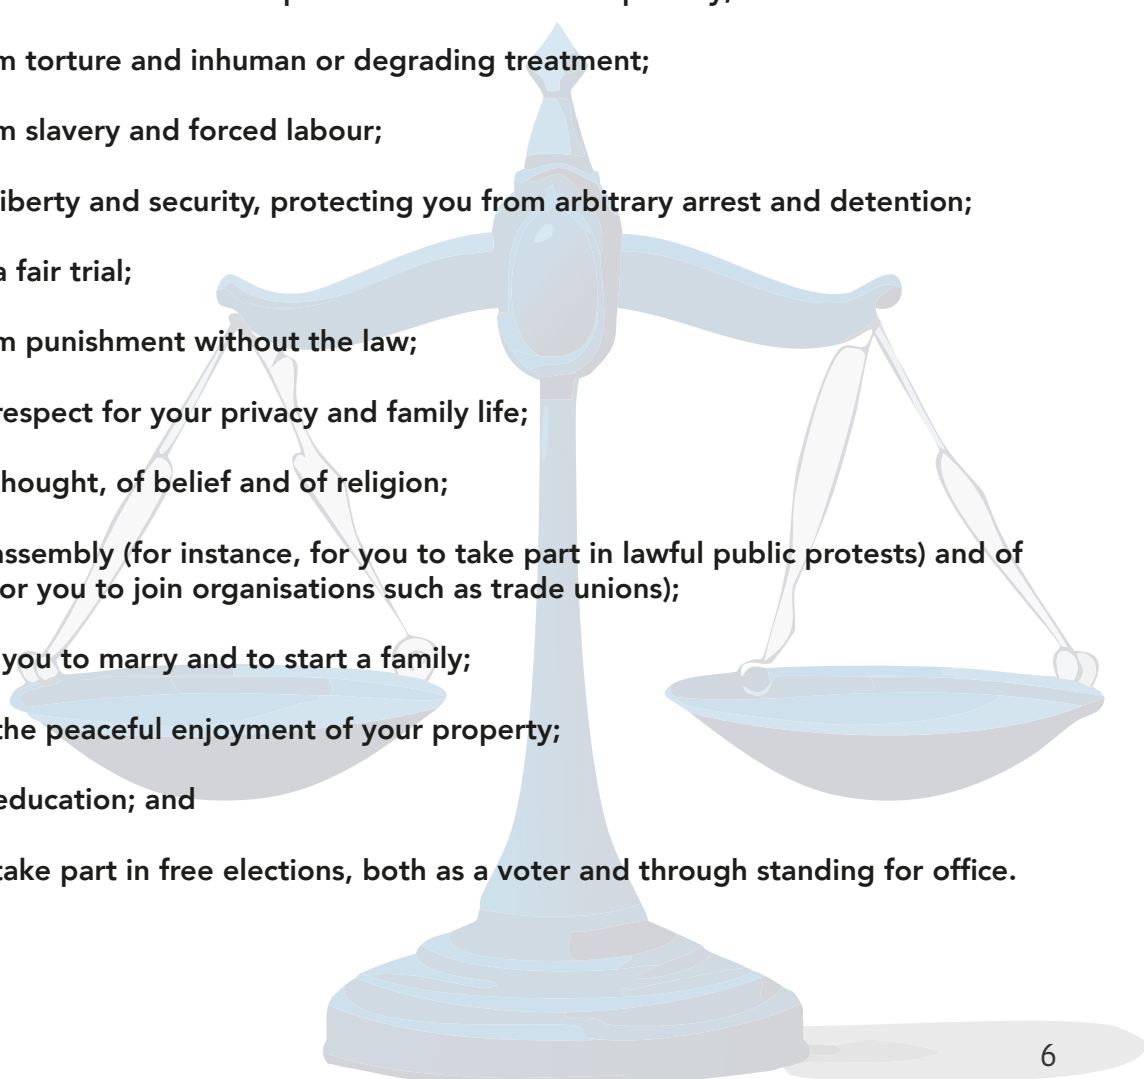 torture and inhuman or degrading treatment;
slavery and forced labour;
and security, protecting you from arbitrary arrest and detention;
a fair trial;
punishment without the law;
respect for your privacy and family life;
of belief and of religion;
assembly (for instance, for you to take part in lawful public protests) and of
you to join organisations such as trade unions);
you to marry and to start a family;
the peaceful enjoyment of your property;
education; and
take part in free elections, both as a voter and through standing for office.
6